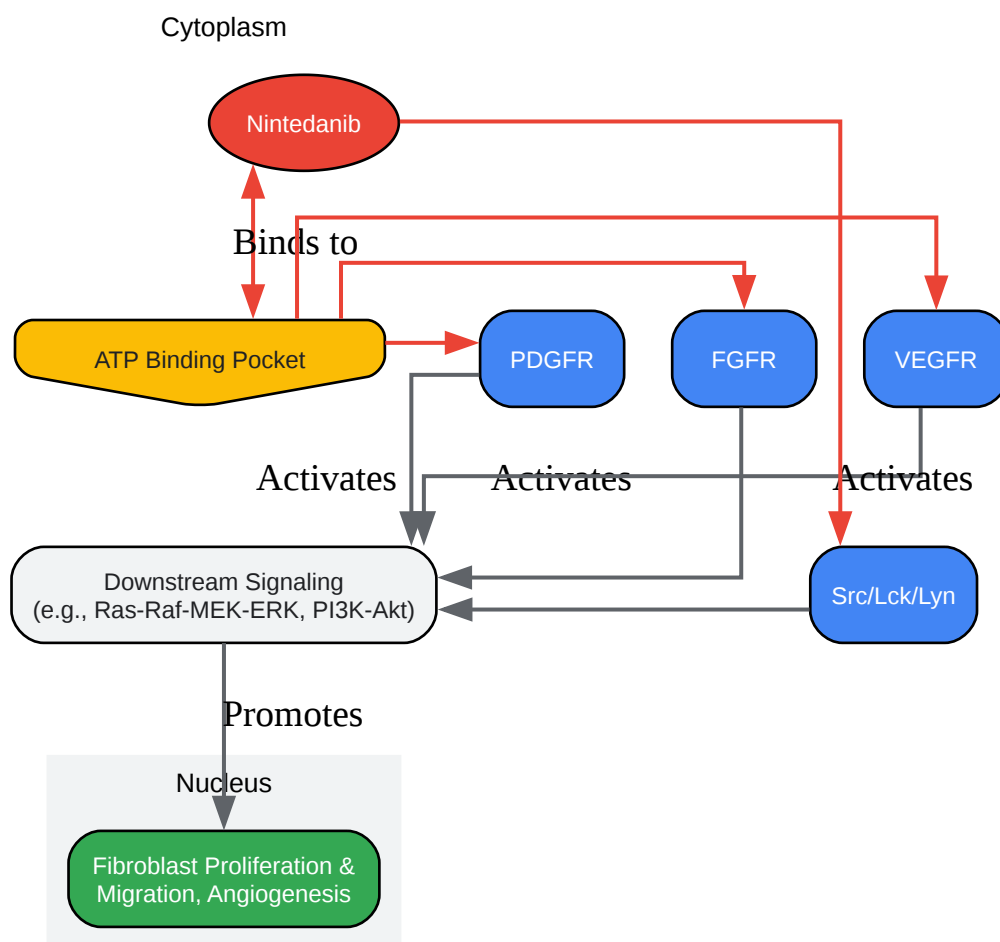 Cytoplasm
Nintedanib
Binds to
ATP Binding Pocket
PDGFR
FGFR
VEGFR
Activates
Activates
Activates
Downstream Signaling
(e.g., Ras-Raf-MEK-ERK, PI3K-Akt)
Src/Lck/Lyn
Promotes
Nucleus
Fibroblast Proliferation &
Migration, Angiogenesis